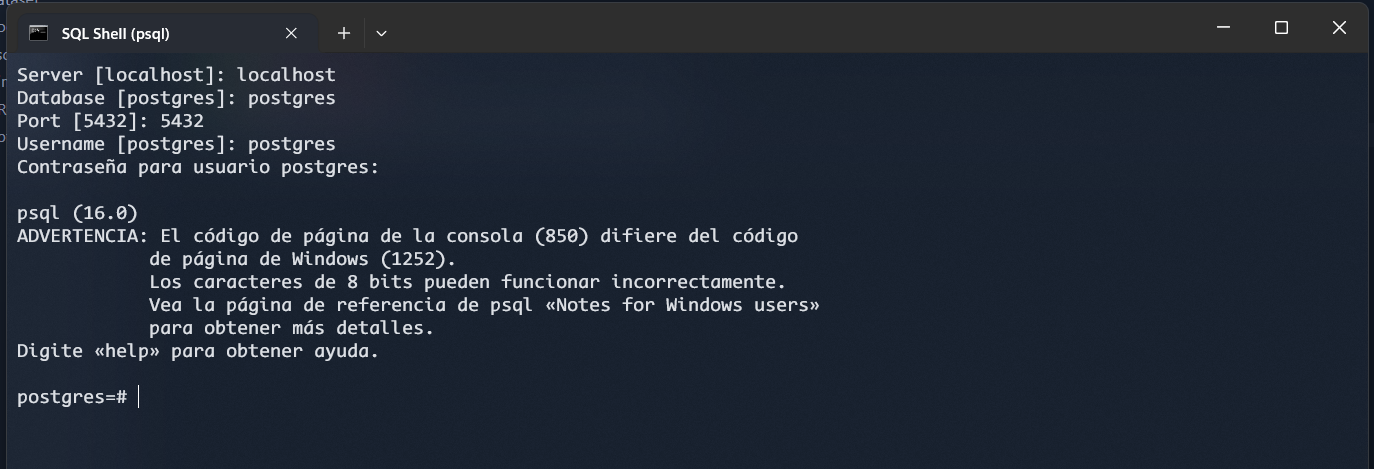 SQL Shell (psql)
Server [localhost]: localhost
Database [postgres]: postgres
Port [5432]: 5432
Username [postgres]: postgres
Contraseña para usuario postgres:
psql (16.0)
ADVERTENCIA: El código de página de la consola (850) difiere del código
de página de Windows (1252).
Los caracteres de 8 bits pueden funcionar incorrectamente.
Vea la página de referencia de psql «Notes for Windows users»
para obtener más detalles.
Digite «help» para obtener ayuda.
postgres=#